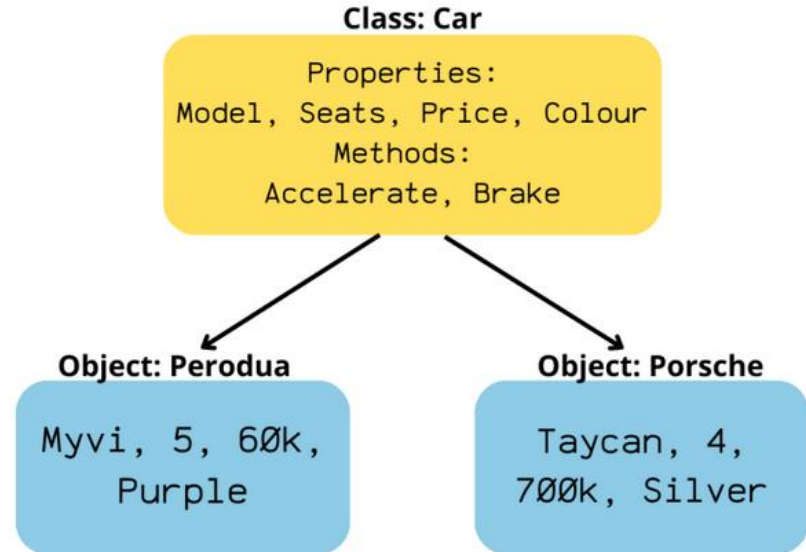 Class: Car
Properties:
Model, Seats, Price, Colour
Methods:
Accelerate, Brake
Object: Perodua
Myvi, 5, 60k,
Purple
Object: Porsche
Taycan, 4,
700k, Silver